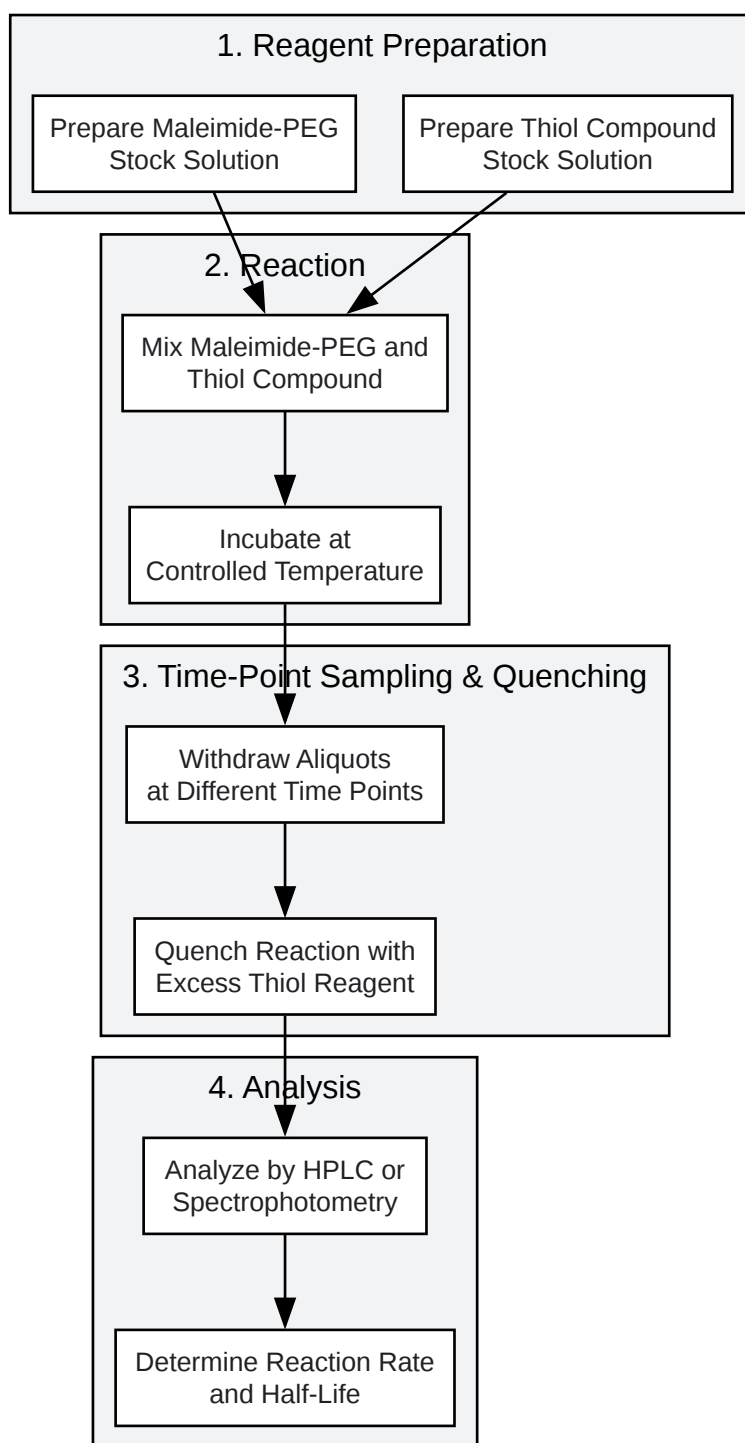 1. Reagent Preparation
Prepare Maleimide-PEG
Stock Solution
Prepare Thiol Compound
Stock Solution
2. Reaction
Mix Maleimide-PEG and
Thiol Compound
Incubate at
Controlled Temperature
3. Time-Point Sampling & Quenching
Withdraw Aliquots
at Different Time Points
Quench Reaction with
Excess Thiol Reagent
4. Analysis
Analyze by HPLC or
Spectrophotometry
Determine Reaction Rate
and Half-Life